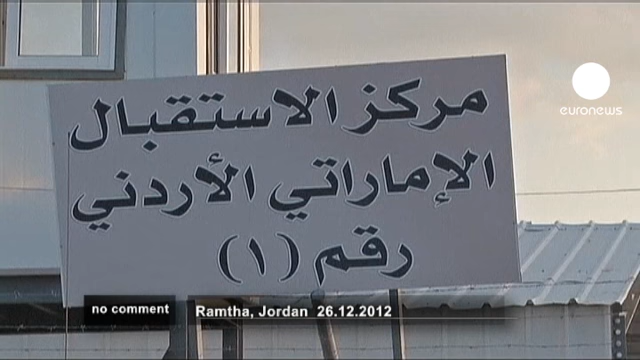 مركز الاستقبال
الإماراتي الأردني
رقم (١)
euronews
no comment
Ramtha, Jordan 26.12.2012